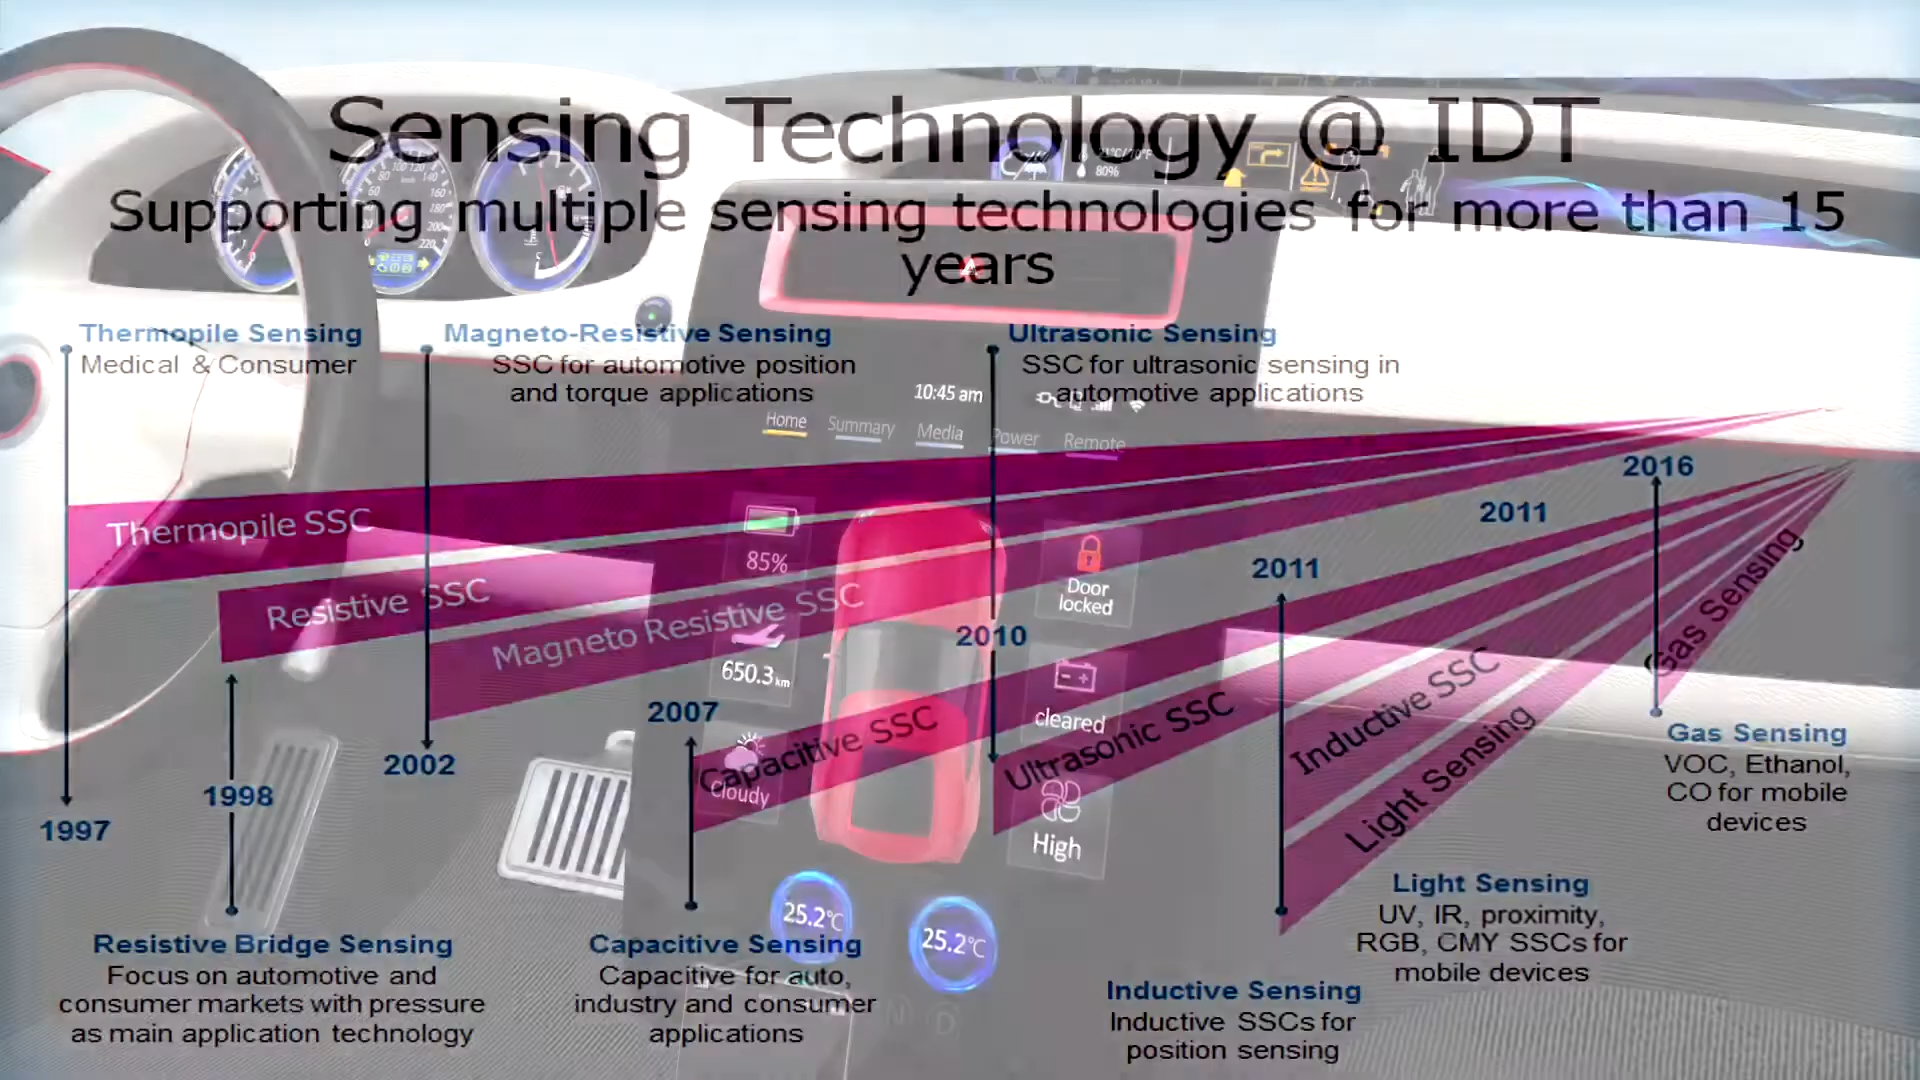 Sensing Technology @ IDT
Supporting multiple sensing technologies for more than 15
years
Thermopile Sensing
Medical & Consumer
Magneto-Resistive Sensing
SSC for automotive position
and torque applications
Ultrasonic Sensing
SSC for ultrasonic sensing in
automotive applications
21°C/70°F
80%
10:45 am
Home
Summary
Media
Power
Remote
2016
2011
2011
Thermopile SSC
Resistive SSC
Magneto Resistive SSC
85%
Door
locked
650.3 km
2010
cleared
2007
2002
1998
1997
Capacitive SSC
Cloudy
Ultrasonic SSC
High
Inductive SSC
Light Sensing
Gas Sensing
25.2°C
25.2°C
Gas Sensing
VOC, Ethanol,
CO for mobile
devices
Light Sensing
UV, IR, proximity,
RGB, CMY SSCs for
mobile devices
Resistive Bridge Sensing
Focus on automotive and
consumer markets with pressure
as main application technology
Capacitive Sensing
Capacitive for auto,
industry and consumer
applications
Inductive Sensing
Inductive SSCs for
position sensing
N D